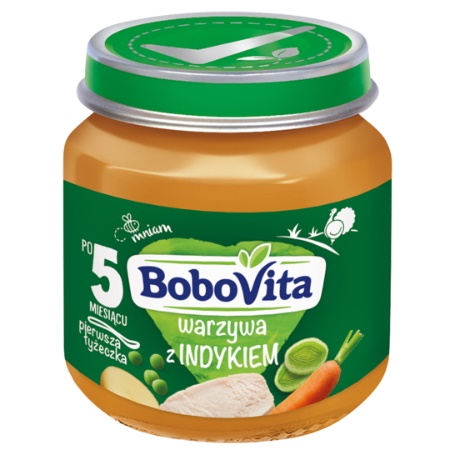 mniam
PO
5
MIESIĄCU
pierwsza
łyżeczka
BoboVita
warzywa
z INDYKIEM